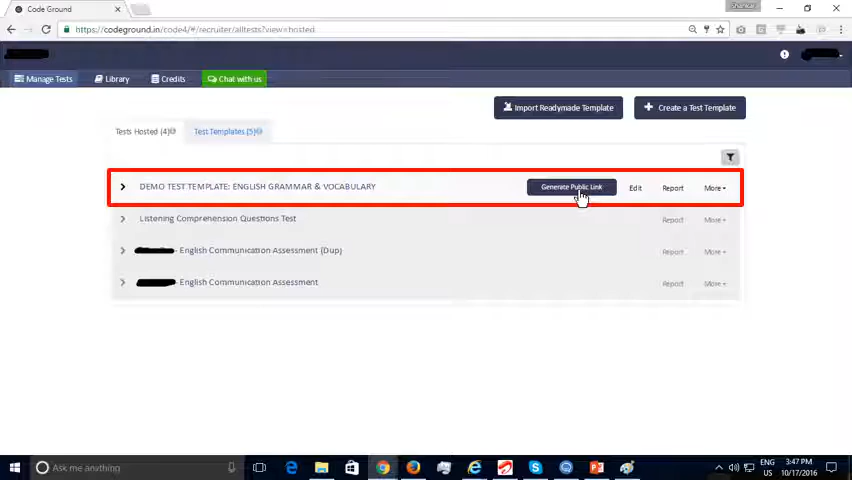 Code Ground
Shankar
https://codeground.in/code4/#/recruiter/alltests?view=hosted
Manage Tests Library Credits Chat with us
Import Readymade Template Create a Test Template
Tests Hosted (4) Test Templates (5)
DEMO TEST TEMPLATE: ENGLISH GRAMMAR & VOCABULARY Generate Public Link Edit Report More
Listening Comprehension Questions Test Report More
- English Communication Assessment (Dup) Report More
- English Communication Assessment Report More
Ask me anything
ENG 3:47 PM
US 10/17/2016